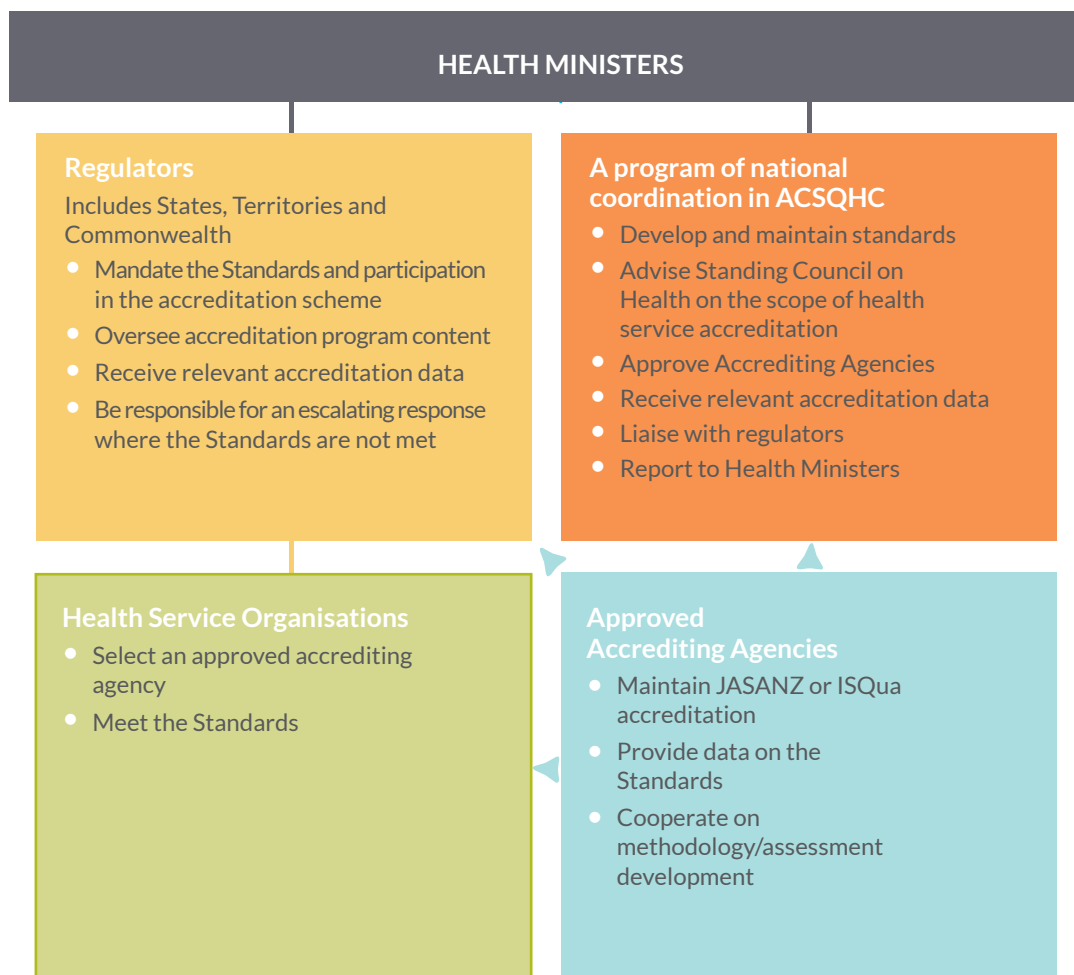 HEALTH MINISTERS
Regulators
Includes States, Territories and
Commonwealth
• Mandate the Standards and participation
in the accreditation scheme
• Oversee accreditation program content
• Receive relevant accreditation data
• Be responsible for an escalating response
where the Standards are not met
A program of national
coordination in ACSQHC
• Develop and maintain standards
• Advise Standing Council on
Health on the scope of health
service accreditation
• Approve Accrediting Agencies
• Receive relevant accreditation data
• Liaise with regulators
• Report to Health Ministers
Health Service Organisations
• Select an approved accrediting
agency
• Meet the Standards
Approved
Accrediting Agencies
• Maintain JASANZ or ISQua
accreditation
• Provide data on the
Standards
• Cooperate on
methodology/assessment
development